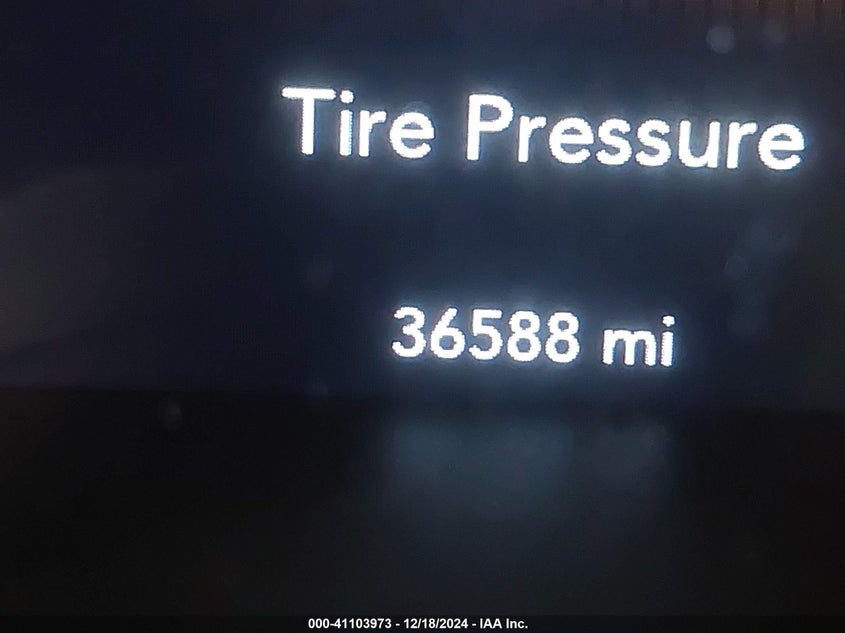 Tire Pressure
36588 mi
000-41103973 - 12/18/2024 - IAA Inc.